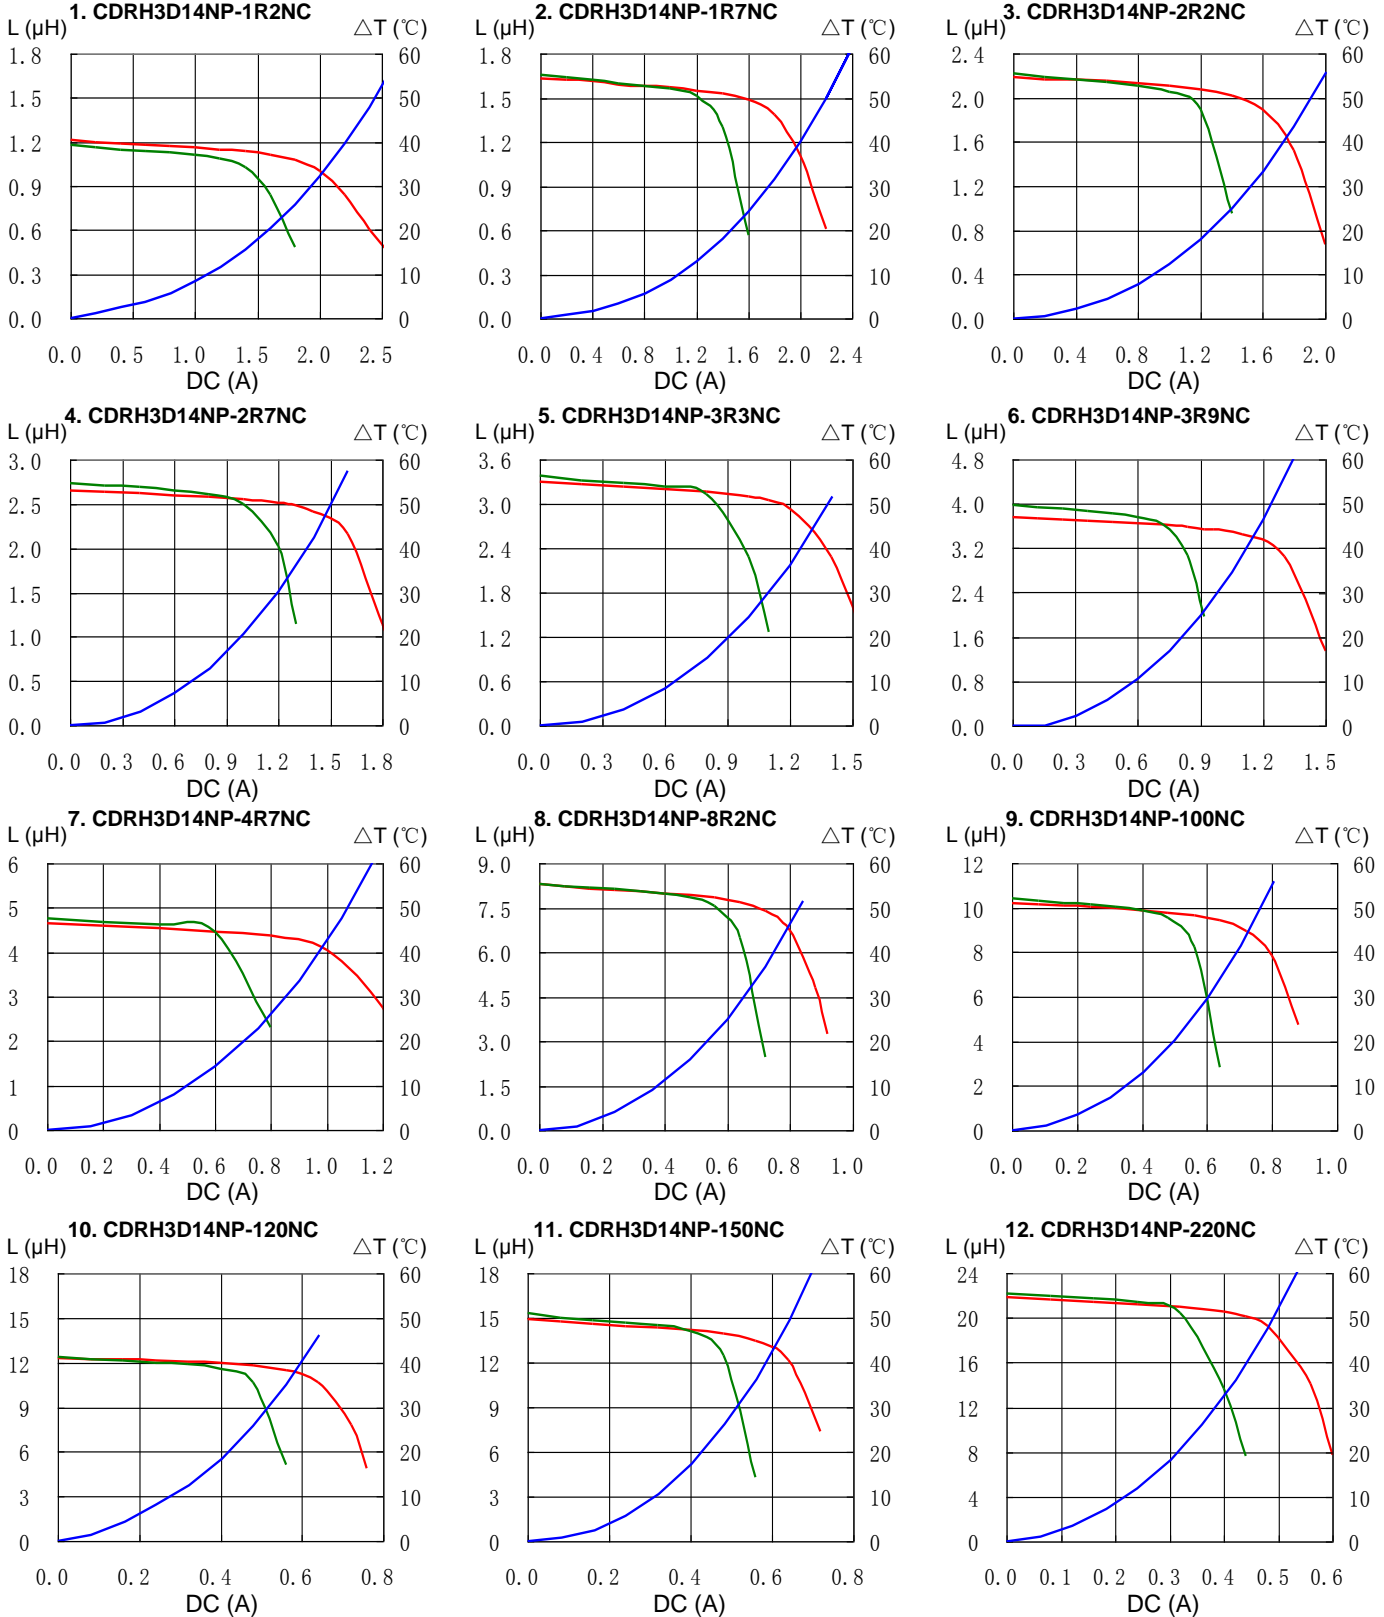 1. CDRH3D14NP-1R2NC
L (μH) △T (℃)
1.8 60
1.5 50
1.2 40
0.9 30
0.6 20
0.3 10
0.0 0
0.0 0.5 1.0 1.5 2.0 2.5
DC (A)
2. CDRH3D14NP-1R7NC
L (μH) △T (℃)
1.8 60
1.5 50
1.2 40
0.9 30
0.6 20
0.3 10
0.0 0
0.0 0.4 0.8 1.2 1.6 2.0 2.4
DC (A)
3. CDRH3D14NP-2R2NC
L (μH) △T (℃)
2.4 60
2.0 50
1.6 40
1.2 30
0.8 20
0.4 10
0.0 0
0.0 0.4 0.8 1.2 1.6 2.0
DC (A)
4. CDRH3D14NP-2R7NC
L (μH) △T (℃)
3.0 60
2.5 50
2.0 40
1.5 30
1.0 20
0.5 10
0.0 0
0.0 0.3 0.6 0.9 1.2 1.5 1.8
DC (A)
5. CDRH3D14NP-3R3NC
L (μH) △T (℃)
3.6 60
3.0 50
2.4 40
1.8 30
1.2 20
0.6 10
0.0 0
0.0 0.3 0.6 0.9 1.2 1.5
DC (A)
6. CDRH3D14NP-3R9NC
L (μH) △T (℃)
4.8 60
4.0 50
3.2 40
2.4 30
1.6 20
0.8 10
0.0 0
0.0 0.3 0.6 0.9 1.2 1.5
DC (A)
7. CDRH3D14NP-4R7NC
L (μH) △T (℃)
6 60
5 50
4 40
3 30
2 20
1 10
0 0
0.0 0.2 0.4 0.6 0.8 1.0 1.2
DC (A)
8. CDRH3D14NP-8R2NC
L (μH) △T (℃)
9.0 60
7.5 50
6.0 40
4.5 30
3.0 20
1.5 10
0.0 0
0.0 0.2 0.4 0.6 0.8 1.0
DC (A)
9. CDRH3D14NP-100NC
L (μH) △T (℃)
12 60
10 50
8 40
6 30
4 20
2 10
0 0
0.0 0.2 0.4 0.6 0.8 1.0
DC (A)
10. CDRH3D14NP-120NC
L (μH) △T (℃)
18 60
15 50
12 40
9 30
6 20
3 10
0 0
0.0 0.2 0.4 0.6 0.8
DC (A)
11. CDRH3D14NP-150NC
L (μH) △T (℃)
18 60
15 50
12 40
9 30
6 20
3 10
0 0
0.0 0.2 0.4 0.6 0.8
DC (A)
12. CDRH3D14NP-220NC
L (μH) △T (℃)
24 60
20 50
16 40
12 30
8 20
4 10
0 0
0.0 0.1 0.2 0.3 0.4 0.5 0.6
DC (A)